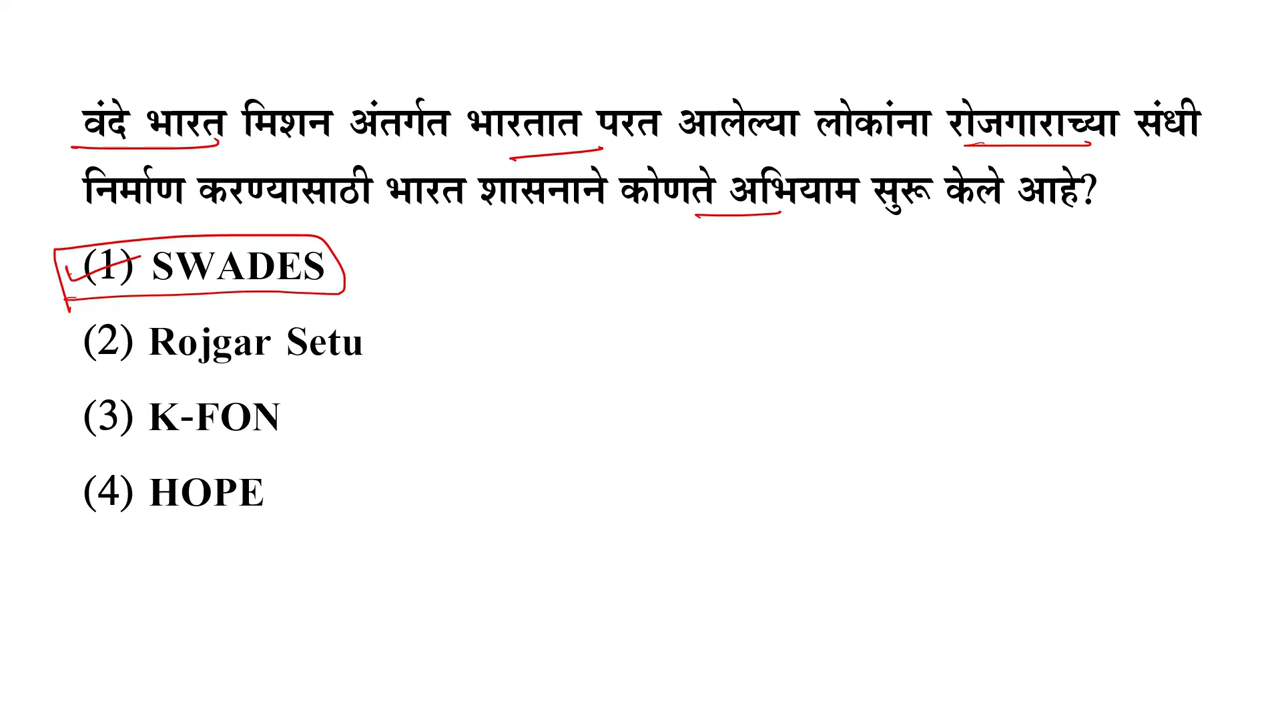 वंदे भारत मिशन अंतर्गत भारतात परत आलेल्या लोकांना रोजगाराच्या संधी
निर्माण करण्यासाठी भारत शासनाने कोणते अभियाम सुरू केले आहे?
(1) SWADES
(2) Rojgar Setu
(3) K-FON
(4) HOPE